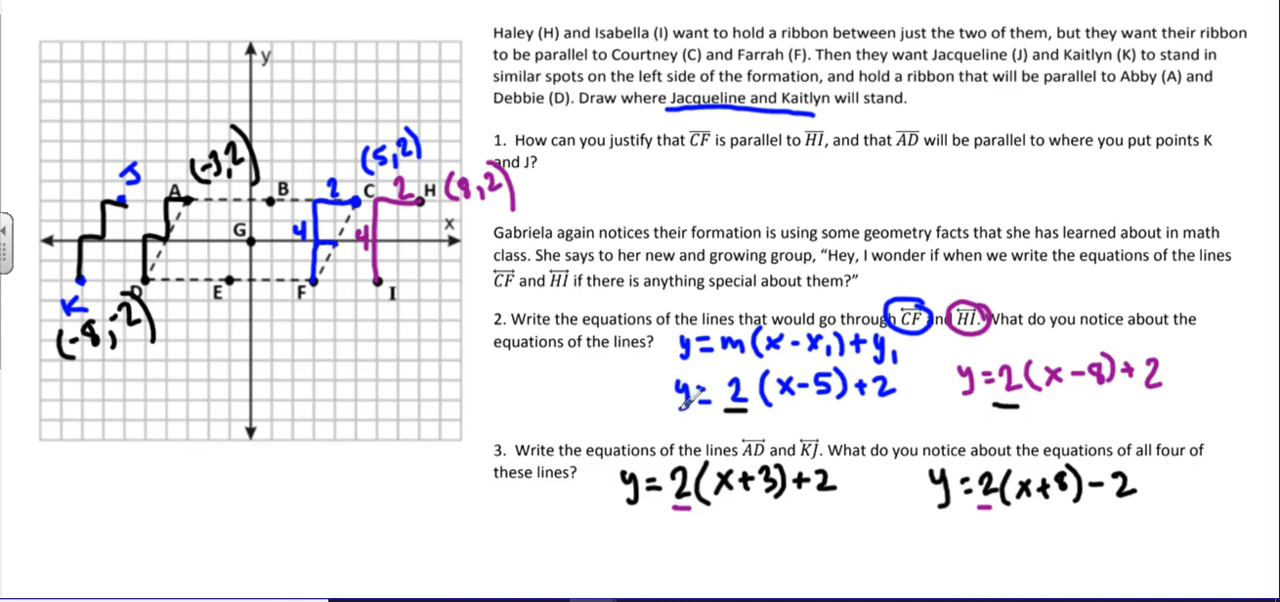 Haley (H) and Isabella (I) want to hold a ribbon between just the two of them, but they want their ribbon
to be parallel to Courtney (C) and Farrah (F). Then they want Jacqueline (J) and Kaitlyn (K) to stand in
similar spots on the left side of the formation, and hold a ribbon that will be parallel to Abby (A) and
Debbie (D). Draw where Jacqueline and Kaitlyn will stand.
1. How can you justify that CF is parallel to HI, and that AD will be parallel to where you put points K
and J?
Gabriela again notices their formation is using some geometry facts that she has learned about in math
class. She says to her new and growing group, “Hey, I wonder if when we write the equations of the lines
CF and HI if there is anything special about them?”
2. Write the equations of the lines that would go through CF and HI. What do you notice about the
equations of the lines?
y=m(x-x₁)+y₁
y=2(x-5)+2
y=2(x-8)+2
3. Write the equations of the lines AD and KJ. What do you notice about the equations of all four of
these lines?
y=2(x+3)+2
y=2(x+8)-2
y
(-3,2)
(5,2)
J
A
B
2
C
2
H
(8,2)
x
G
4
4
K
D
E
F
I
(-8,-2)